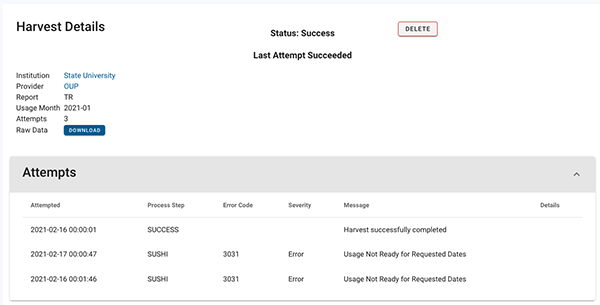 Harvest Details
Status: Success
DELETE
Last Attempt Succeeded
Institution State University
Provider OUP
Report TR
Usage Month 2021-01
Attempts 3
Raw Data DOWNLOAD
Attempts
Attempted Process Step Error Code Severity Message Details
2021-02-16 00:00:01 SUCCESS Harvest successfully completed
2021-02-17 00:00:47 SUSHI 3031 Error Usage Not Ready for Requested Dates
2021-02-16 00:01:46 SUSHI 3031 Error Usage Not Ready for Requested Dates